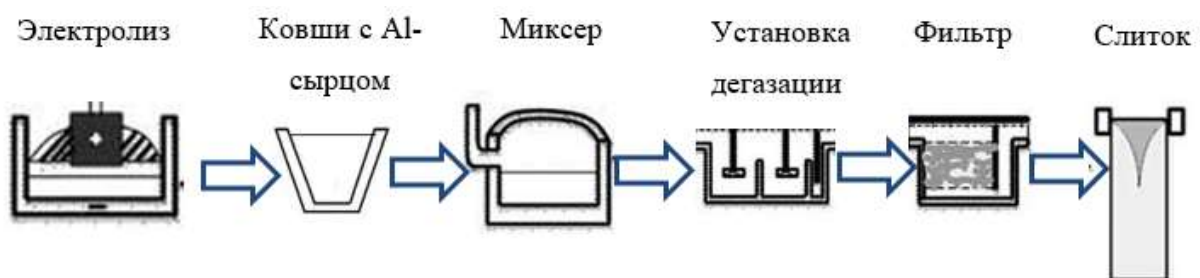 Электролиз
Ковши с Al-
сырцом
Миксер
Установка
дегазации
Фильтр
Слиток